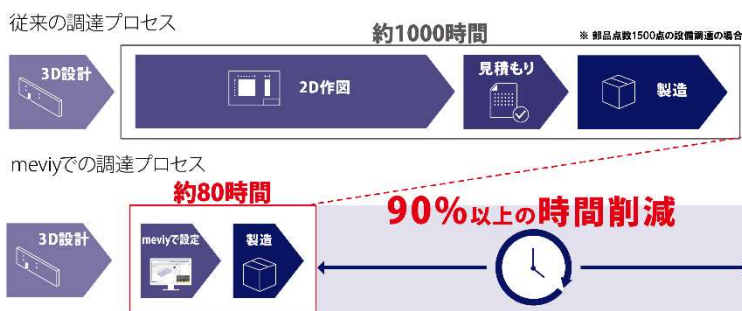 従来の調達プロセス
約1000時間
※ 部品点数1500点の設備調達の場合
3D設計
2D作図
見積もり
製造
meviyでの調達プロセス
約80時間
90%以上の時間削減
3D設計
meviyで設定
製造